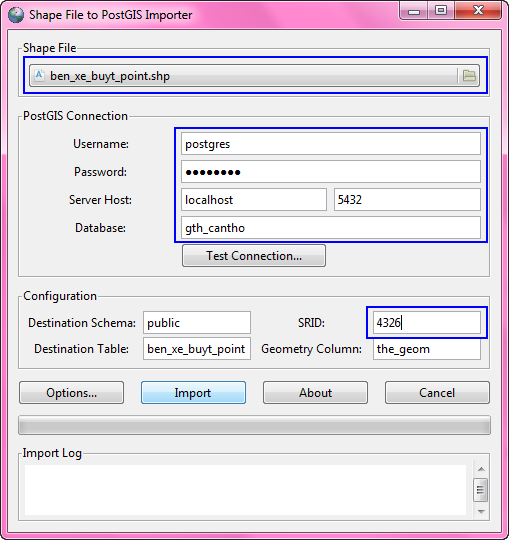 Shape File to PostGIS Importer
Shape File
ben_xe_buyt_point.shp
PostGIS Connection
Username: postgres
Password: ●●●●●●●●
Server Host: localhost 5432
Database: gth_cantho
Test Connection...
Configuration
Destination Schema: public SRID: 4326
Destination Table: ben_xe_buyt_point Geometry Column: the_geom
Options... Import About Cancel
Import Log